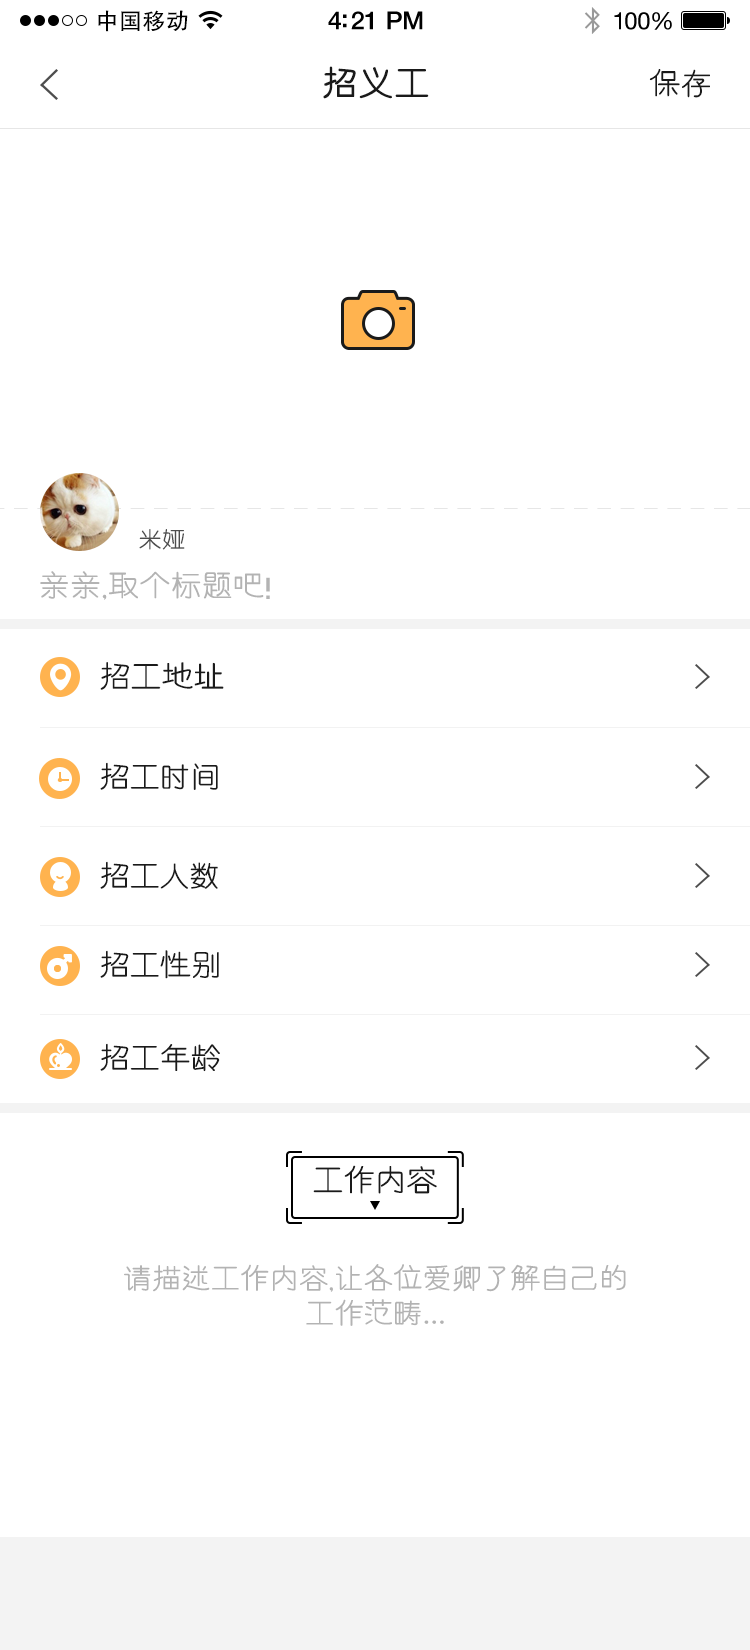 中国移动 4:21 PM 100%
招义工 保存
米娅
亲亲,取个标题吧!
招工地址
招工时间
招工人数
招工性别
招工年龄
工作内容
请描述工作内容,让各位爱卿了解自己的
工作范畴...